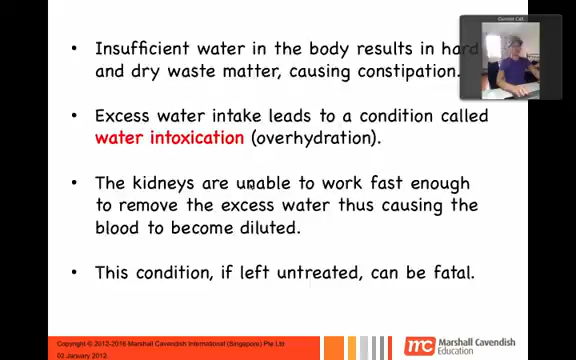 Current Call
• Insufficient water in the body results in hard
and dry waste matter, causing constipation.
• Excess water intake leads to a condition called
water intoxication (overhydration).
• The kidneys are unable to work fast enough
to remove the excess water thus causing the
blood to become diluted.
• This condition, if left untreated, can be fatal.
Copyright © 2012-2016 Marshall Cavendish International (Singapore) Pte Ltd
02 January 2012.
mc Marshall Cavendish
Education